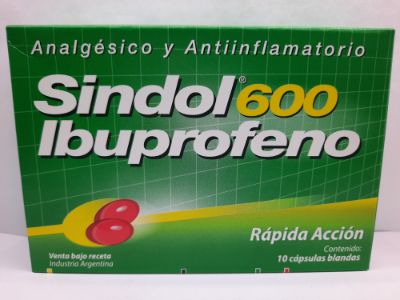 Analgésico y Antiinflamatorio
Sindol® 600
Ibuprofeno
Rápida Acción
Contenido:
10 cápsulas blandas
Venta bajo receta
Industria Argentina